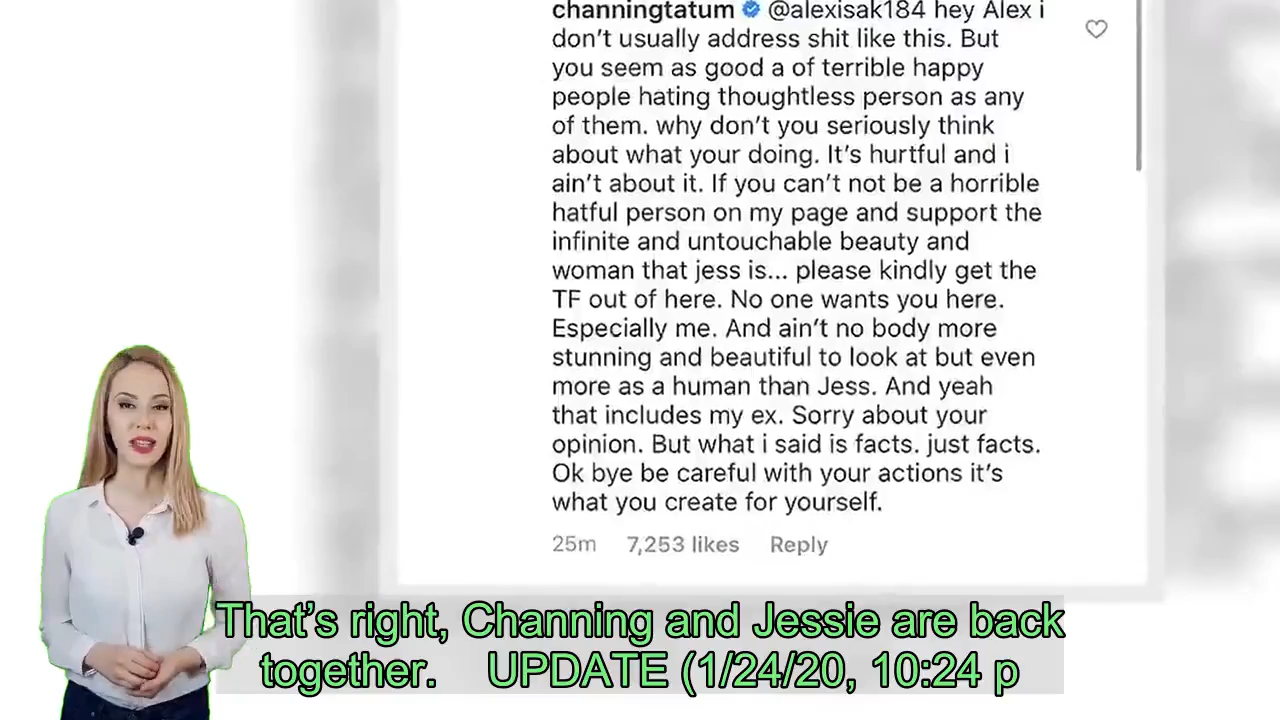 channingtatum @alexisak184 hey Alex i
don't usually address shit like this. But
you seem as good a of terrible happy
people hating thoughtless person as any
of them. why don't you seriously think
about what your doing. It's hurtful and i
ain't about it. If you can't not be a horrible
hatful person on my page and support the
infinite and untouchable beauty and
woman that jess is... please kindly get the
TF out of here. No one wants you here.
Especially me. And ain't no body more
stunning and beautiful to look at but even
more as a human than Jess. And yeah
that includes my ex. Sorry about your
opinion. But what i said is facts. just facts.
Ok bye be careful with your actions it's
what you create for yourself.
25m 7,253 likes Reply
That's right, Channing and Jessie are back
together. UPDATE (1/24/20, 10:24 p